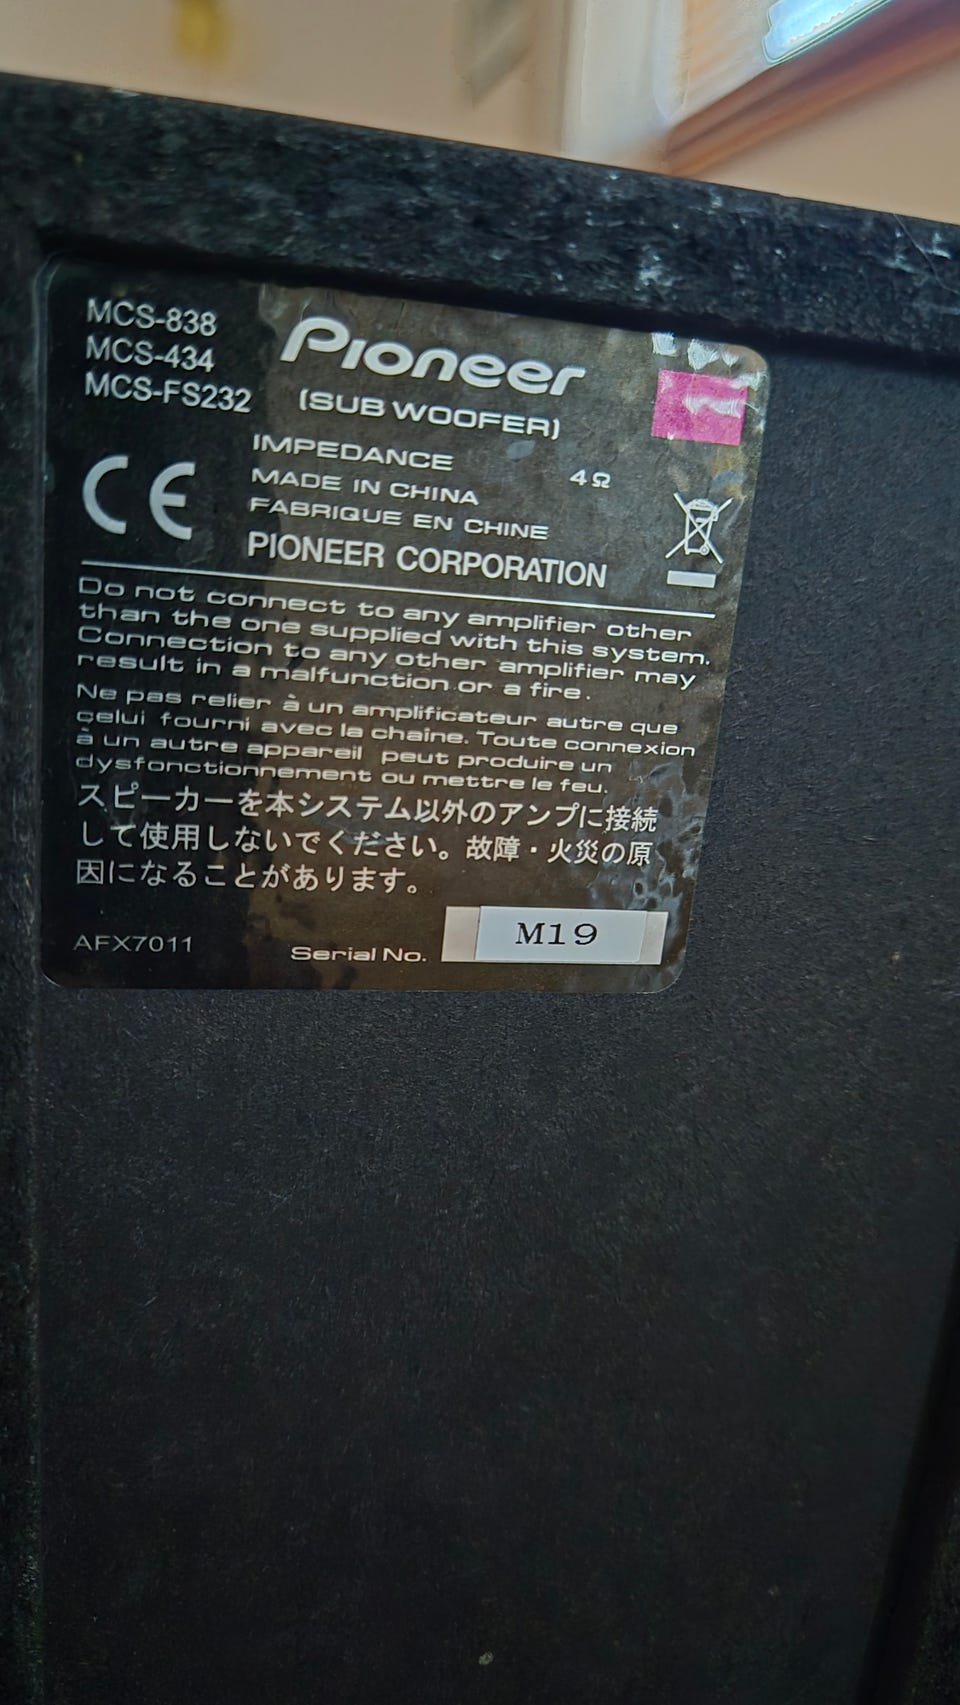 MCS-838
MCS-434
MCS-FS232
Pioneer
(SUB WOOFER)
IMPEDANCE 4Ω
MADE IN CHINA
FABRIQUE EN CHINE
PIONEER CORPORATION
CE
Do not connect to any amplifier other
than the one supplied with this system.
Connection to any other amplifier may
result in a malfunction or a fire.
Ne pas relier à un amplificateur autre que
celui fourni avec la chaîne. Toute connexion
à un autre appareil peut produire un
dysfonctionnement ou mettre le feu.
スピーカーを本システム以外のアンプに接続
して使用しないでください。故障・火災の原
因になることがあります。
AFX7011
Serial No. M19